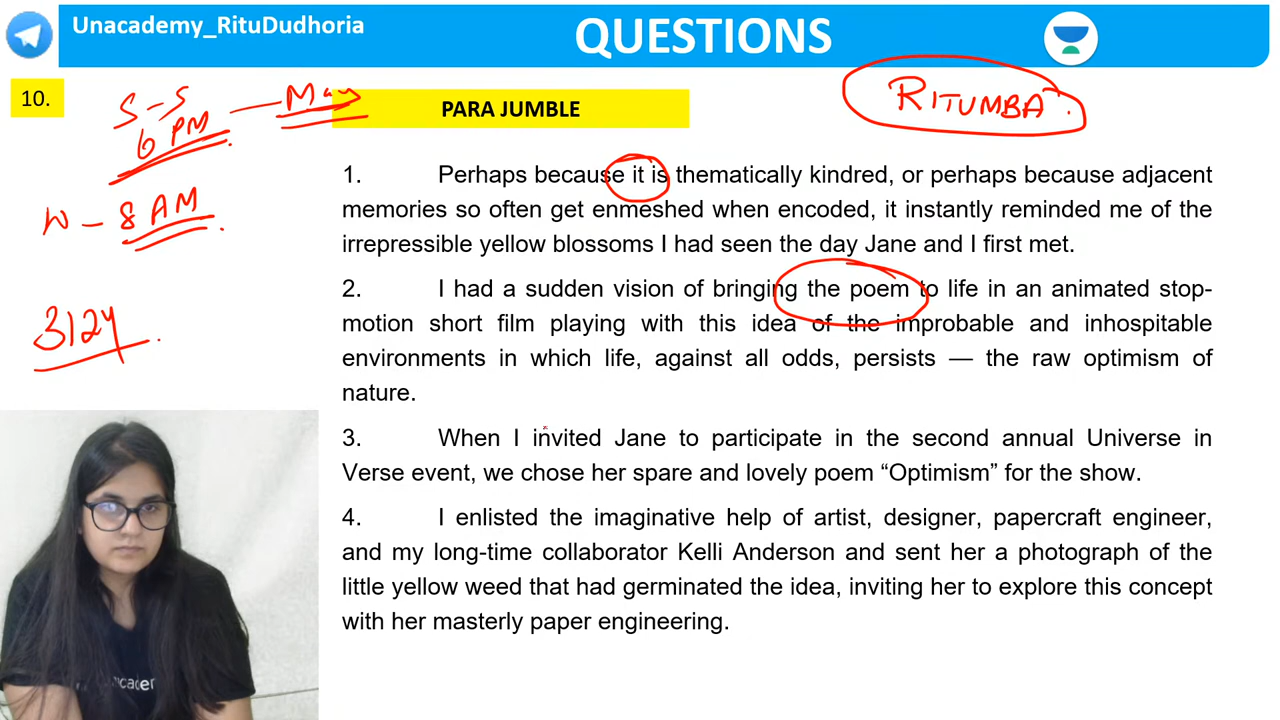 Unacademy_RituDudhoria
QUESTIONS
10.
S-S
6 PM — May
W - 8 AM
3124
PARA JUMBLE
RITUMBA
1. Perhaps because it is thematically kindred, or perhaps because adjacent
memories so often get enmeshed when encoded, it instantly reminded me of the
irrepressible yellow blossoms I had seen the day Jane and I first met.
2. I had a sudden vision of bringing the poem to life in an animated stop-
motion short film playing with this idea of the improbable and inhospitable
environments in which life, against all odds, persists — the raw optimism of
nature.
3. When I invited Jane to participate in the second annual Universe in
Verse event, we chose her spare and lovely poem “Optimism” for the show.
4. I enlisted the imaginative help of artist, designer, papercraft engineer,
and my long-time collaborator Kelli Anderson and sent her a photograph of the
little yellow weed that had germinated the idea, inviting her to explore this concept
with her masterly paper engineering.